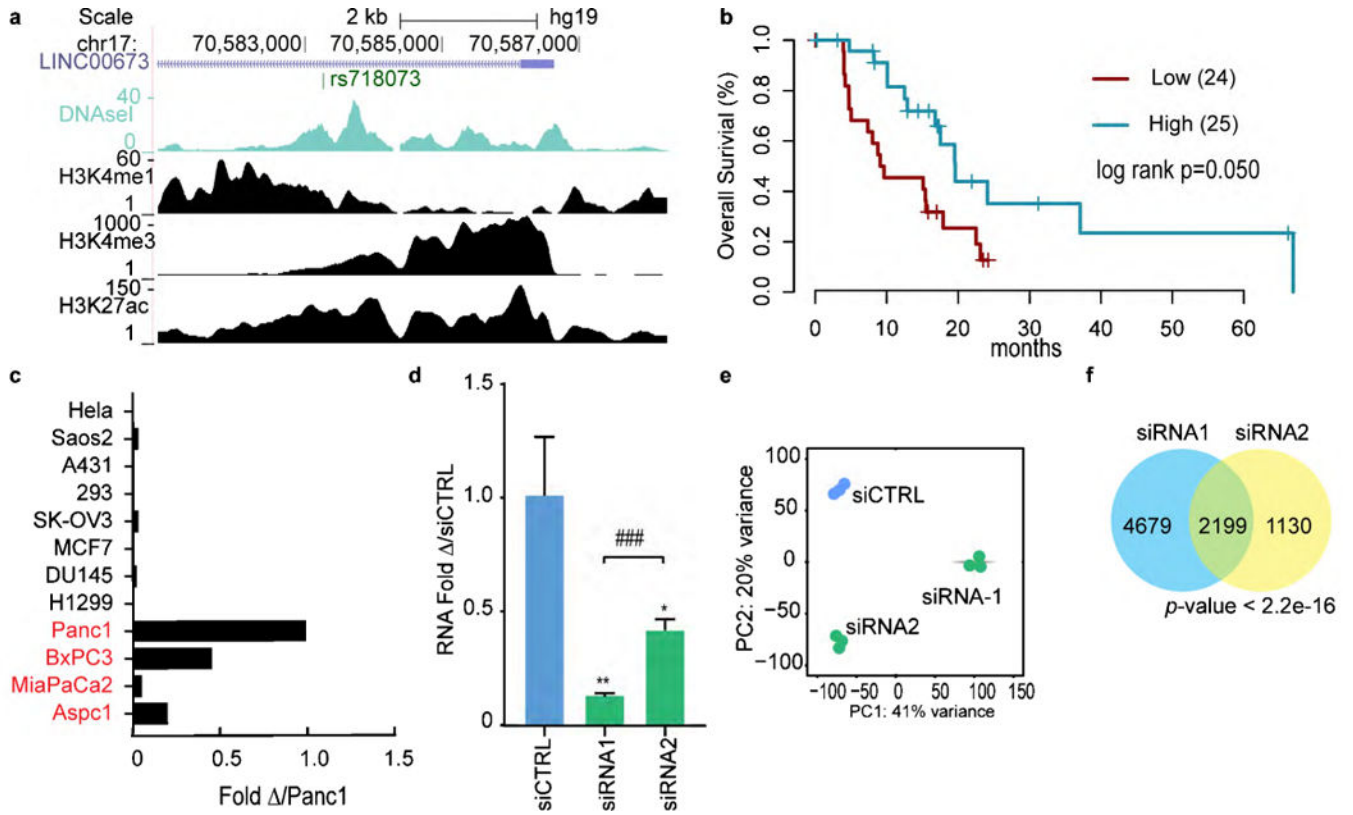 a
Scale 2 kb hg19
chr17: 70,583,000 70,585,000 70,587,000
LINC00673
rs718073
40
DNAseI
0
60
H3K4me1
1
1000
H3K4me3
1
150
H3K27ac
1
b
Overall Surivial (%)
1.0
0.8
0.6
0.4
0.2
0.0
Low (24)
High (25)
log rank p=0.050
0 10 20 30 40 50 60
months
c
Hela
Saos2
A431
293
SK-OV3
MCF7
DU145
H1299
Panc1
BxPC3
MiaPaCa2
Aspc1
0.0 0.5 1.0 1.5
Fold Δ/Panc1
d
RNA Fold Δ/siCTRL
1.5
1.0
0.5
0
###
**
*
siCTRL
siRNA1
siRNA2
e
PC2: 20% variance
100
50
0
−50
−100
siCTRL
siRNA-1
siRNA2
−100 −50 0 50 100 150
PC1: 41% variance
f
siRNA1 siRNA2
4679 2199 1130
p-value < 2.2e-16